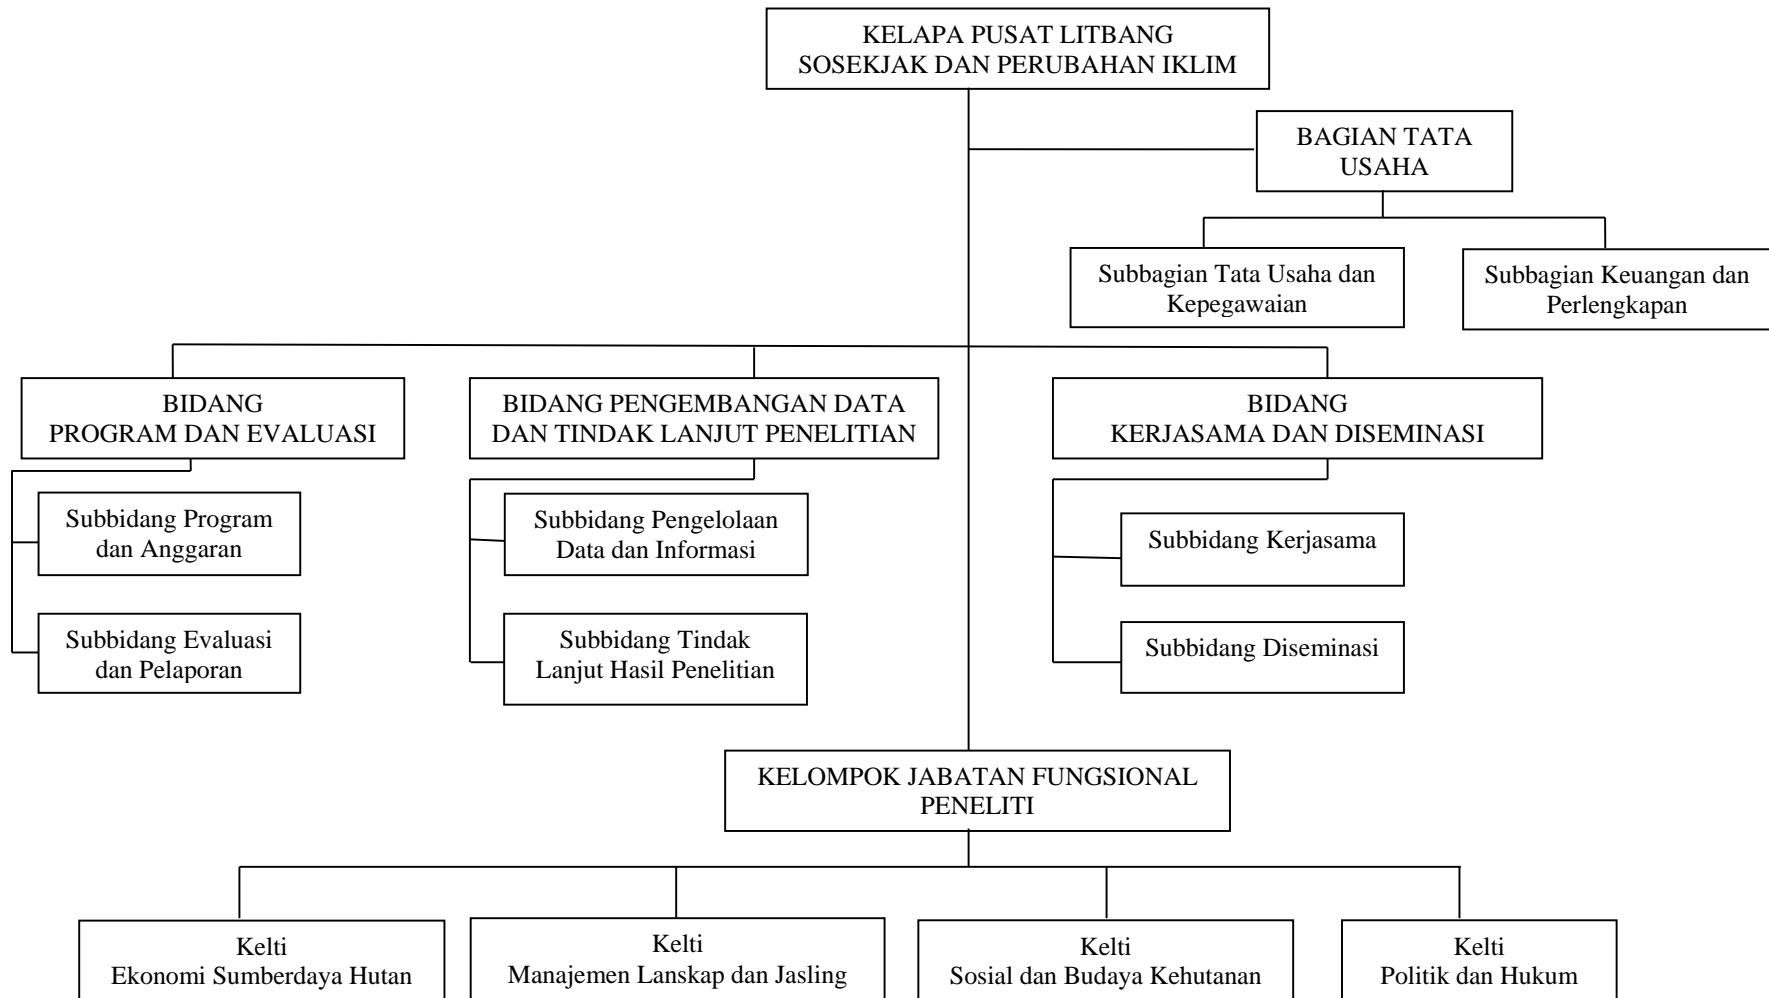 KELAPA PUSAT LITBANG
SOSEKJAK DAN PERUBAHAN IKLIM
BAGIAN TATA
USAHA
Subbagian Tata Usaha dan
Kepegawaian
Subbagian Keuangan dan
Perlengkapan
BIDANG
PROGRAM DAN EVALUASI
BIDANG PENGEMBANGAN DATA
DAN TINDAK LANJUT PENELITIAN
BIDANG
KERJASAMA DAN DISEMINASI
Subbidang Program
dan Anggaran
Subbidang Pengelolaan
Data dan Informasi
Subbidang Kerjasama
Subbidang Evaluasi
dan Pelaporan
Subbidang Tindak
Lanjut Hasil Penelitian
Subbidang Diseminasi
KELOMPOK JABATAN FUNGSIONAL
PENELITI
Kelti
Ekonomi Sumberdaya Hutan
Kelti
Manajemen Lanskap dan Jasling
Kelti
Sosial dan Budaya Kehutanan
Kelti
Politik dan Hukum